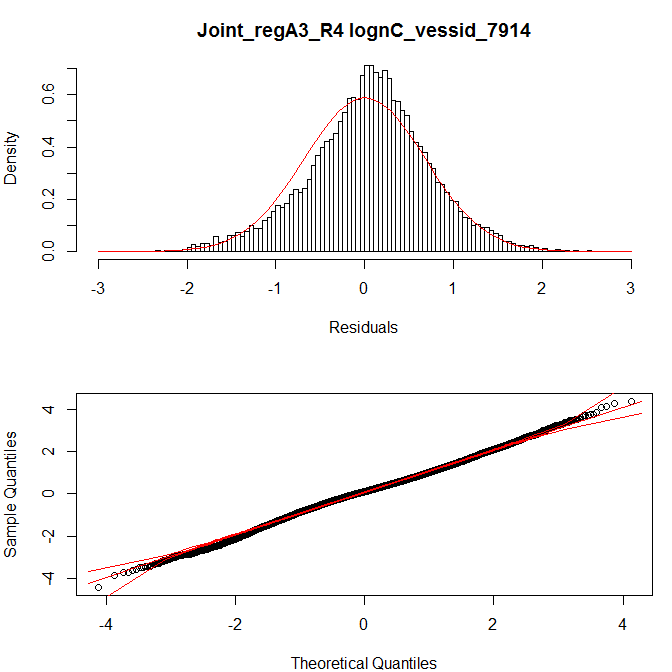 Joint_regA3_R4 lognC_vessid_7914
Density
0.0 0.2 0.4 0.6
-3 -2 -1 0 1 2 3
Residuals
Sample Quantiles
-4 -2 0 2 4
-4 -2 0 2 4
Theoretical Quantiles